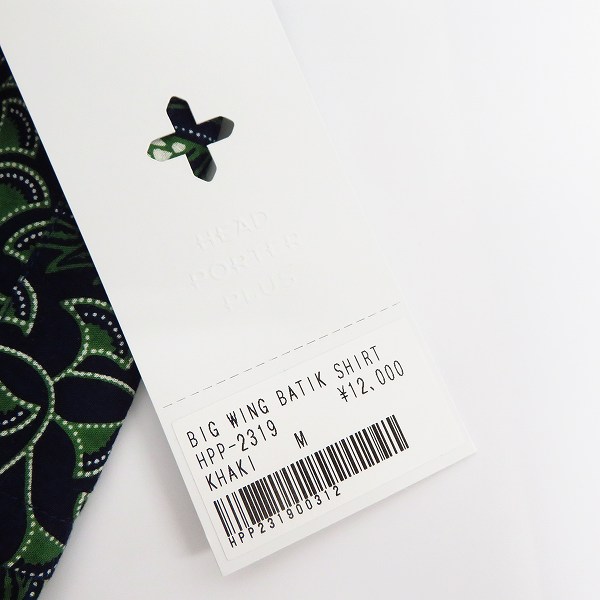 HEAD
PORTER
PLUS
BIG WING BATIK SHIRT
HPP-2319 ¥12,000
KHAKI M
HPP231900312